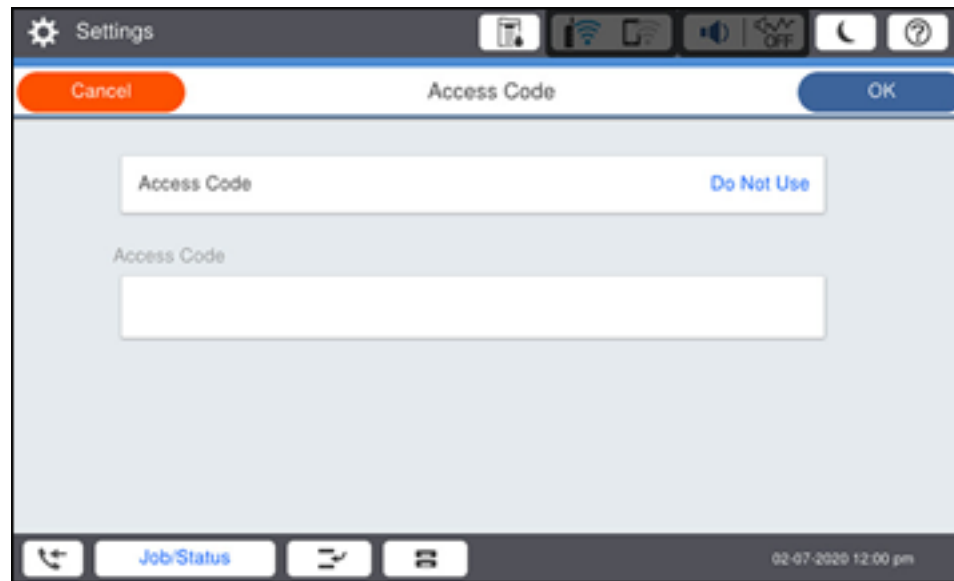 Settings
OFF
Cancel
Access Code
OK
Access Code
Do Not Use
Access Code
Job/Status
02-07-2020 12:00 pm